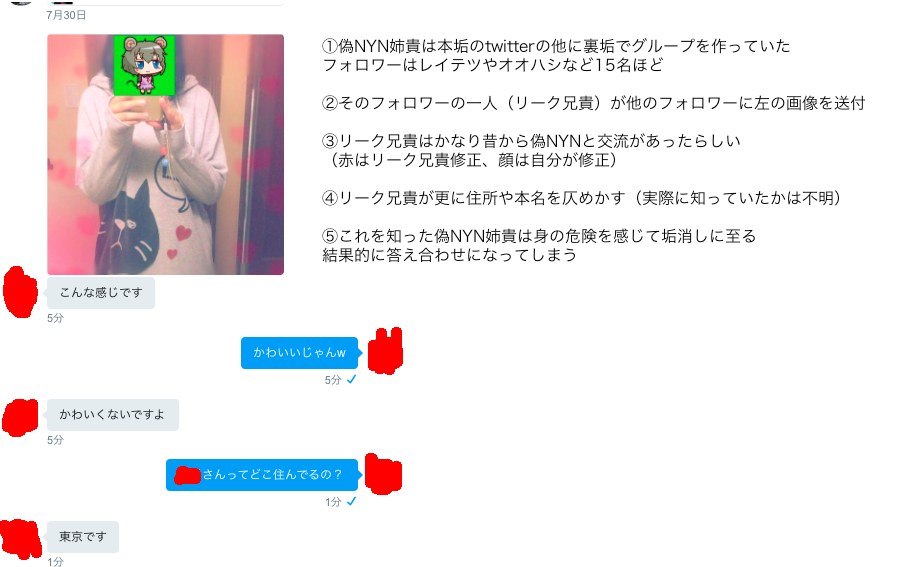 7月30日
①偽NYN姉貴は本垢のtwitterの他に裏垢でグループを作っていた
フォロワーはレイテツやオオハシなど15名ほど
②そのフォロワーの一人（リーク兄貴）が他のフォロワーに左の画像を送付
③リーク兄貴はかなり昔から偽NYNと交流があったらしい
（赤はリーク兄貴修正、顔は自分が修正）
④リーク兄貴が更に住所や本名を仄めかす（実際に知っていたかは不明）
⑤これを知った偽NYN姉貴は身の危険を感じて垢消しに至る
結果的に答え合わせになってしまう
こんな感じです
5分
かわいいじゃんw
5分
かわいくないですよ
5分
さんってどこ住んでるの？
1分
東京です
1分